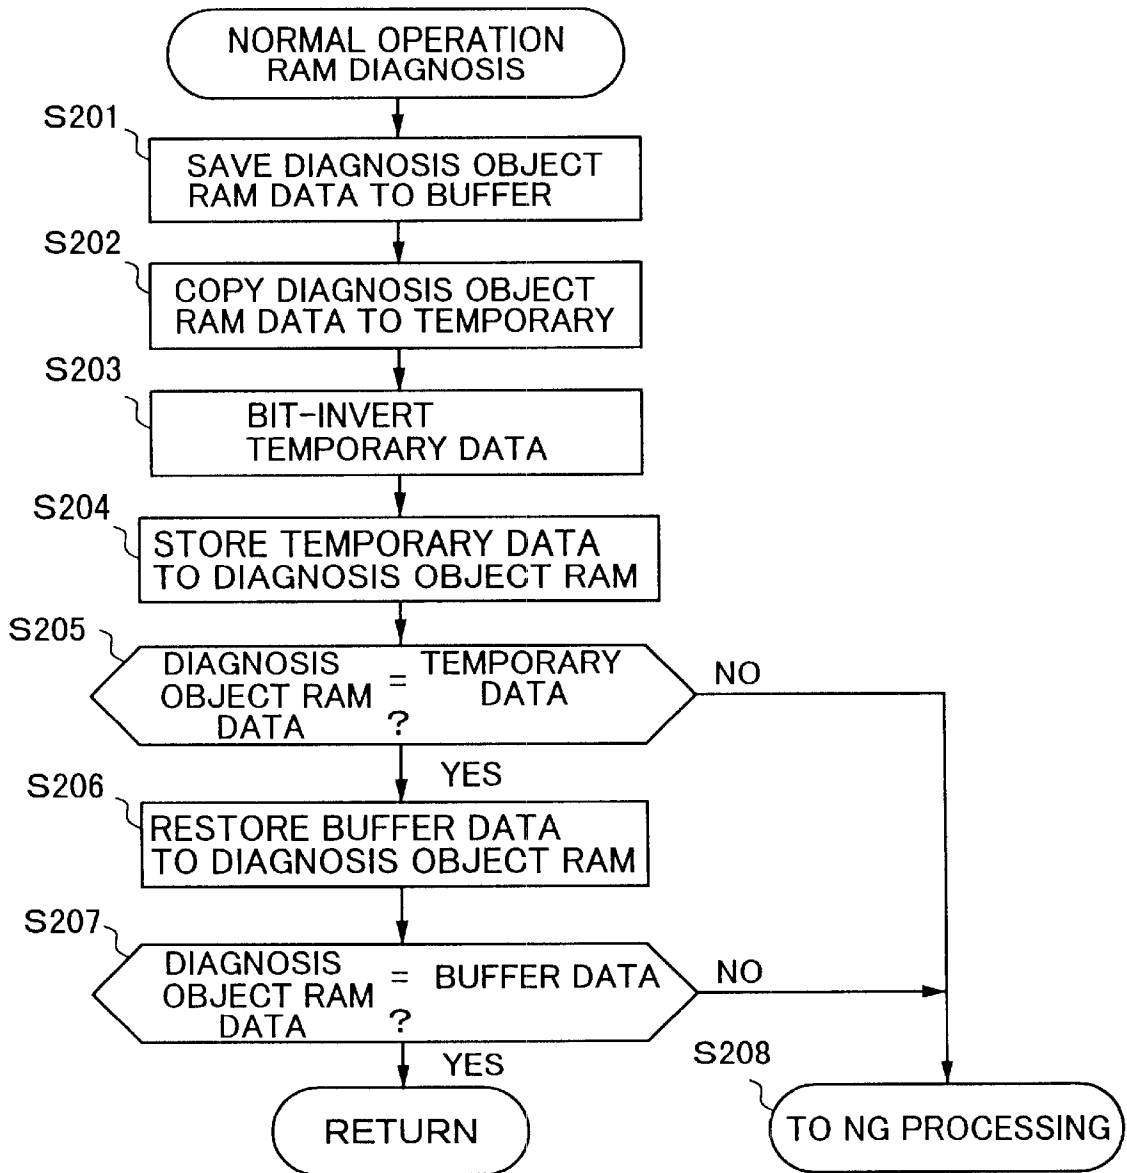 NORMAL OPERATION
RAM DIAGNOSIS
S201
SAVE DIAGNOSIS OBJECT
RAM DATA TO BUFFER
S202
COPY DIAGNOSIS OBJECT
RAM DATA TO TEMPORARY
S203
BIT-INVERT
TEMPORARY DATA
S204
STORE TEMPORARY DATA
TO DIAGNOSIS OBJECT RAM
S205
DIAGNOSIS
OBJECT RAM
DATA
=
?
TEMPORARY
DATA
NO
YES
S206
RESTORE BUFFER DATA
TO DIAGNOSIS OBJECT RAM
S207
DIAGNOSIS
OBJECT RAM
DATA
=
?
BUFFER DATA
NO
YES
S208
RETURN
TO NG PROCESSING